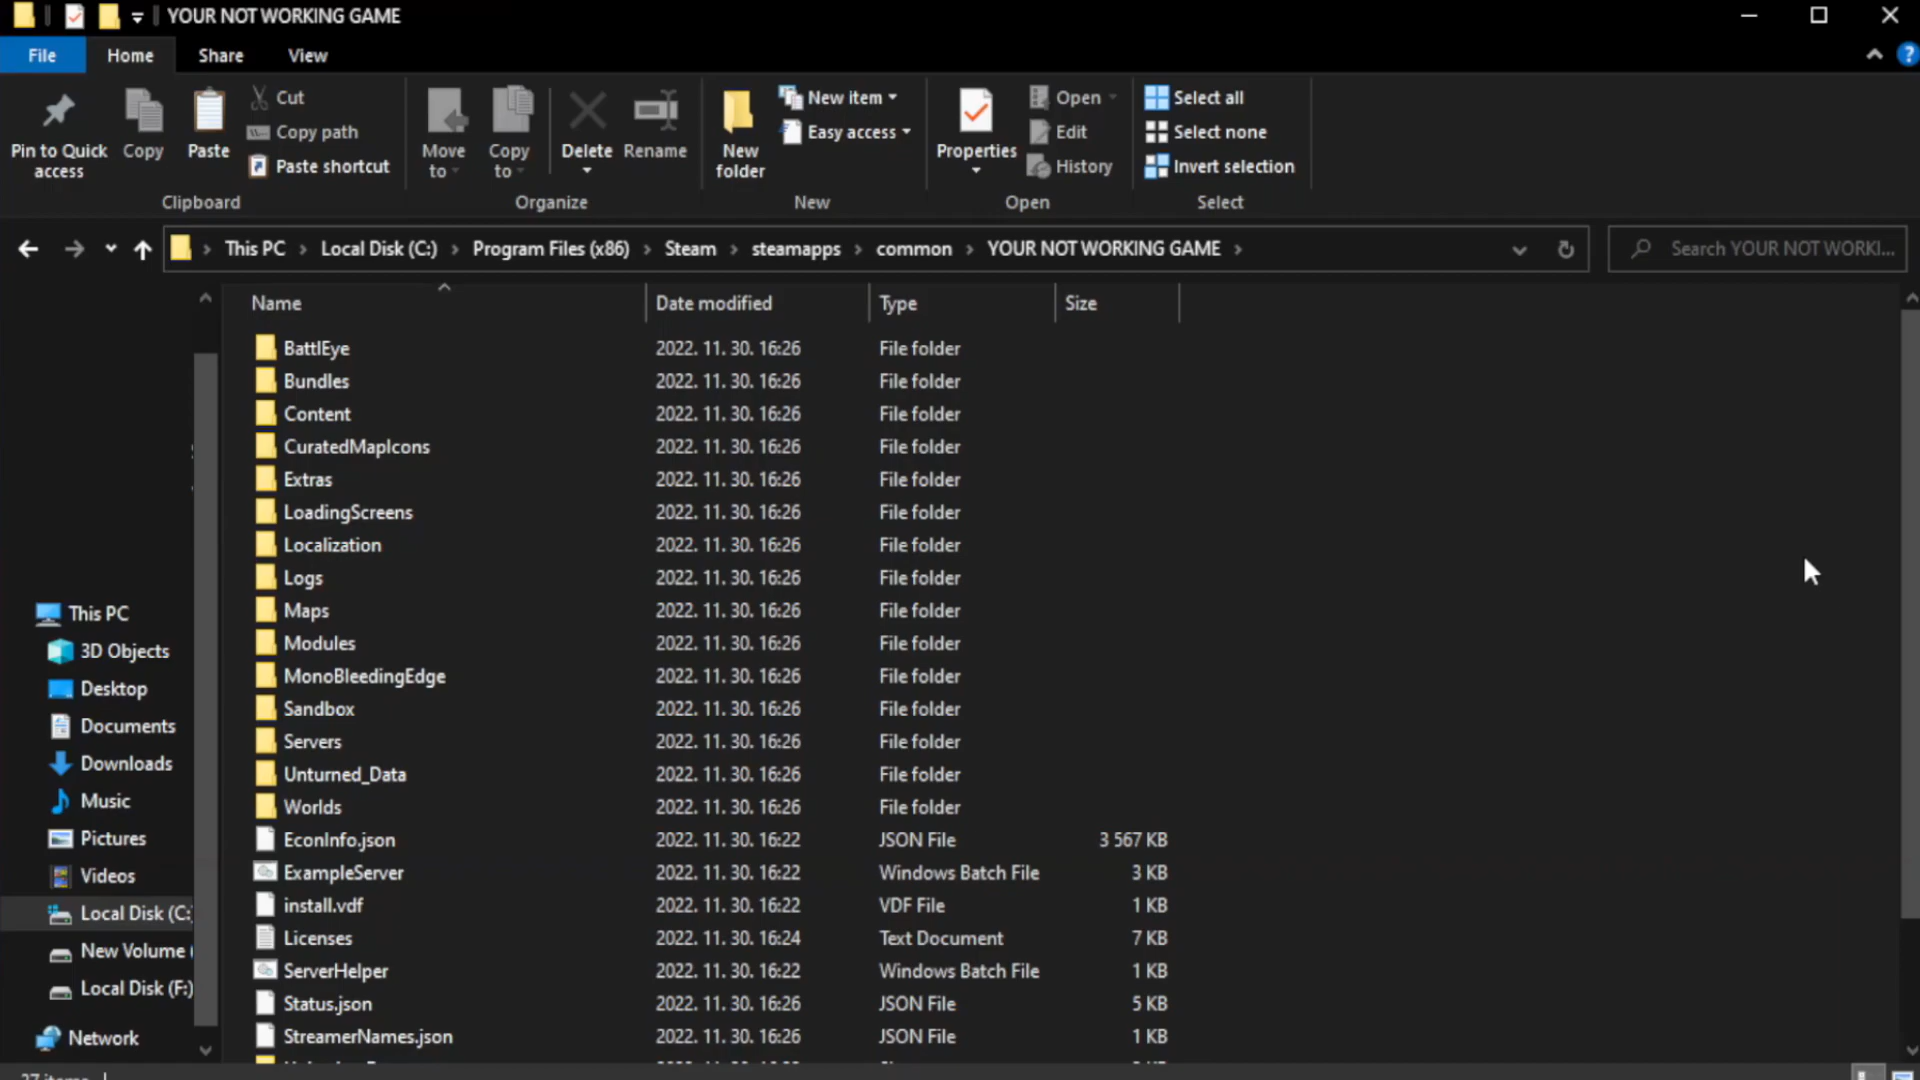 YOUR NOT WORKING GAME
File Home Share View
Pin to Quick access
Copy
Paste
Cut
Copy path
Paste shortcut
Clipboard
Move to
Copy to
Delete
Rename
Organize
New folder
New item
Easy access
New
Properties
Open
Edit
History
Open
Select all
Select none
Invert selection
Select
This PC Local Disk (C:) Program Files (x86) Steam steamapps common YOUR NOT WORKING GAME
Search YOUR NOT WORKI...
This PC
3D Objects
Desktop
Documents
Downloads
Music
Pictures
Videos
Local Disk (C:
New Volume (
Local Disk (F:)
Network
Name Date modified Type Size
BattlEye 2022. 11. 30. 16:26 File folder
Bundles 2022. 11. 30. 16:26 File folder
Content 2022. 11. 30. 16:26 File folder
CuratedMapIcons 2022. 11. 30. 16:26 File folder
Extras 2022. 11. 30. 16:26 File folder
LoadingScreens 2022. 11. 30. 16:26 File folder
Localization 2022. 11. 30. 16:26 File folder
Logs 2022. 11. 30. 16:26 File folder
Maps 2022. 11. 30. 16:26 File folder
Modules 2022. 11. 30. 16:26 File folder
MonoBleedingEdge 2022. 11. 30. 16:26 File folder
Sandbox 2022. 11. 30. 16:26 File folder
Servers 2022. 11. 30. 16:26 File folder
Unturned_Data 2022. 11. 30. 16:26 File folder
Worlds 2022. 11. 30. 16:26 File folder
EconInfo.json 2022. 11. 30. 16:22 JSON File 3 567 KB
ExampleServer 2022. 11. 30. 16:22 Windows Batch File 3 KB
install.vdf 2022. 11. 30. 16:22 VDF File 1 KB
Licenses 2022. 11. 30. 16:24 Text Document 7 KB
ServerHelper 2022. 11. 30. 16:22 Windows Batch File 1 KB
Status.json 2022. 11. 30. 16:26 JSON File 5 KB
StreamerNames.json 2022. 11. 30. 16:26 JSON File 1 KB